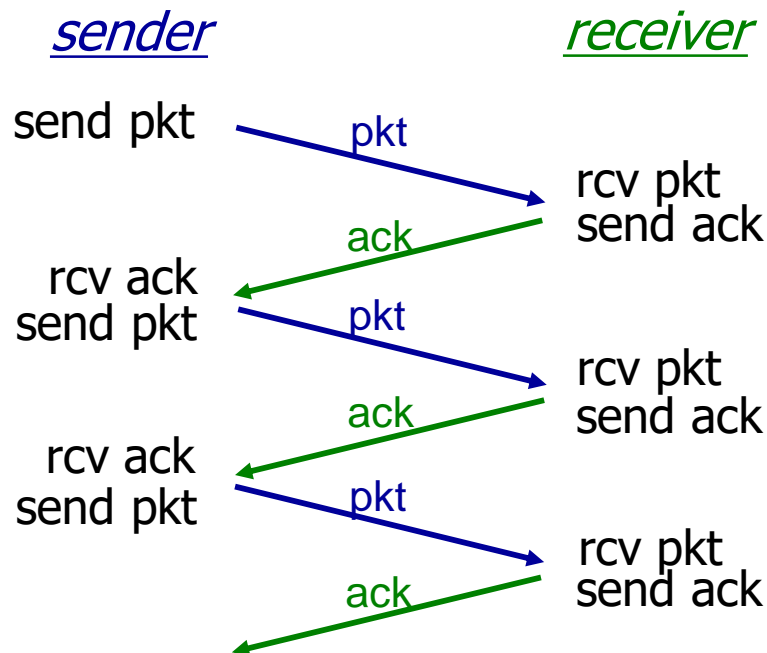 sender
receiver
send pkt
pkt
rcv pkt
send ack
ack
rcv ack
send pkt
pkt
rcv pkt
send ack
ack
rcv ack
send pkt
pkt
rcv pkt
send ack
ack